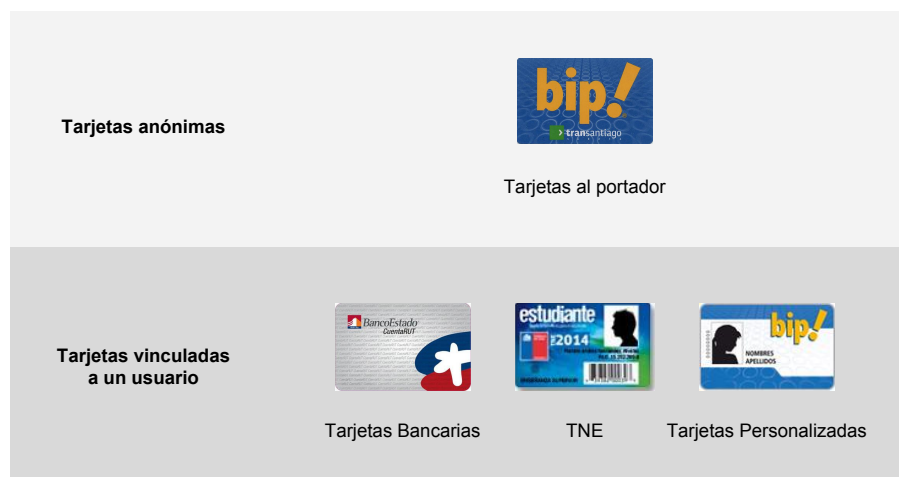 Tarjetas anónimas
bip!
transantiago
Tarjetas al portador
Tarjetas vinculadas
a un usuario
BancoEstado
CuentaRUT
estudiante
2014
bip!
NOMBRES
APELLIDOS
Tarjetas Bancarias
TNE
Tarjetas Personalizadas